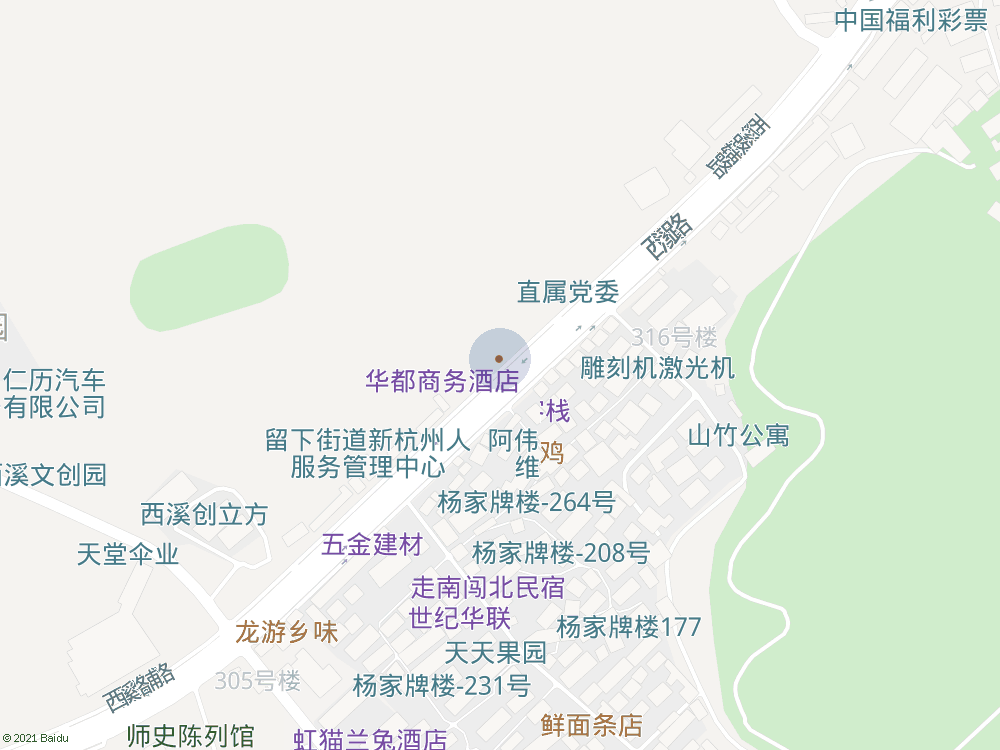 中国福利彩票
西溪路
直属党委
316号楼
雕刻机激光机
仁历汽车
有限公司
华都商务酒店
栈
留下街道新杭州人
服务管理中心
阿伟
维
鸡
山竹公寓
溪文创园
杨家牌楼-264号
西溪创立方
天堂伞业
五金建材
杨家牌楼-208号
走南闯北民宿
世纪华联
龙游乡味
杨家牌楼177
天天果园
305号楼
杨家牌楼-231号
师史陈列馆
鲜面条店
虹猫兰兔酒店
© 2021 Baidu